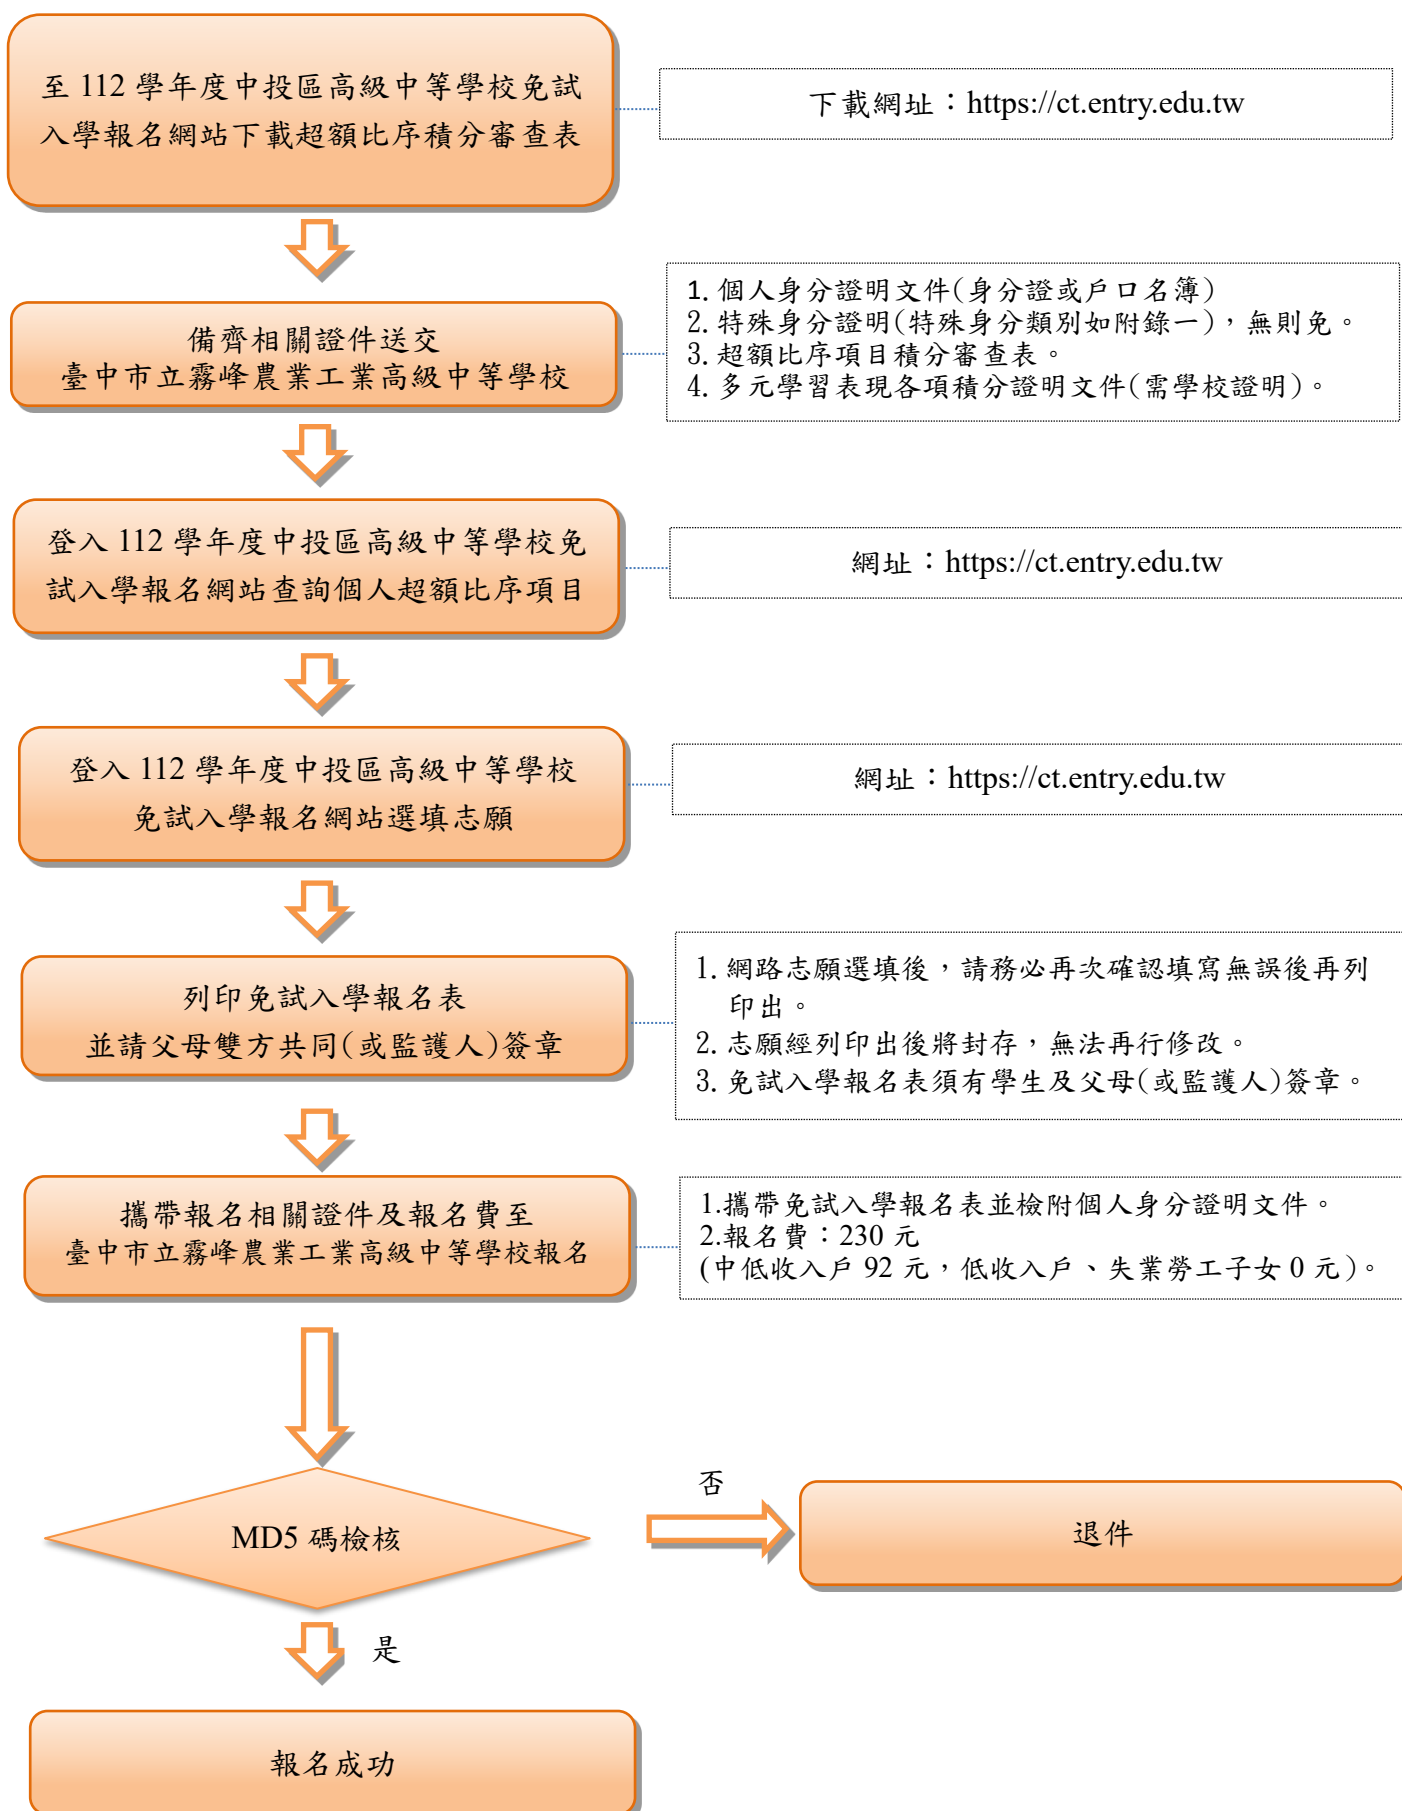 至 112 學年度中投區高級中等學校免試
入學報名網站下載超額比序積分審查表
下載網址：https://ct.entry.edu.tw
備齊相關證件送交
臺中市立霧峰農業工業高級中等學校
1. 個人身分證明文件(身分證或戶口名簿)
2. 特殊身分證明(特殊身分類別如附錄一)，無則免。
3. 超額比序項目積分審查表。
4. 多元學習表現各項積分證明文件(需學校證明)。
登入 112 學年度中投區高級中等學校免
試入學報名網站查詢個人超額比序項目
網址：https://ct.entry.edu.tw
登入 112 學年度中投區高級中等學校
免試入學報名網站選填志願
網址：https://ct.entry.edu.tw
列印免試入學報名表
並請父母雙方共同(或監護人)簽章
1. 網路志願選填後，請務必再次確認填寫無誤後再列
印出。
2. 志願經列印出後將封存，無法再行修改。
3. 免試入學報名表須有學生及父母(或監護人)簽章。
攜帶報名相關證件及報名費至
臺中市立霧峰農業工業高級中等學校報名
1.攜帶免試入學報名表並檢附個人身分證明文件。
2.報名費：230 元
(中低收入戶 92 元，低收入戶、失業勞工子女 0 元)。
MD5 碼檢核
否
退件
是
報名成功